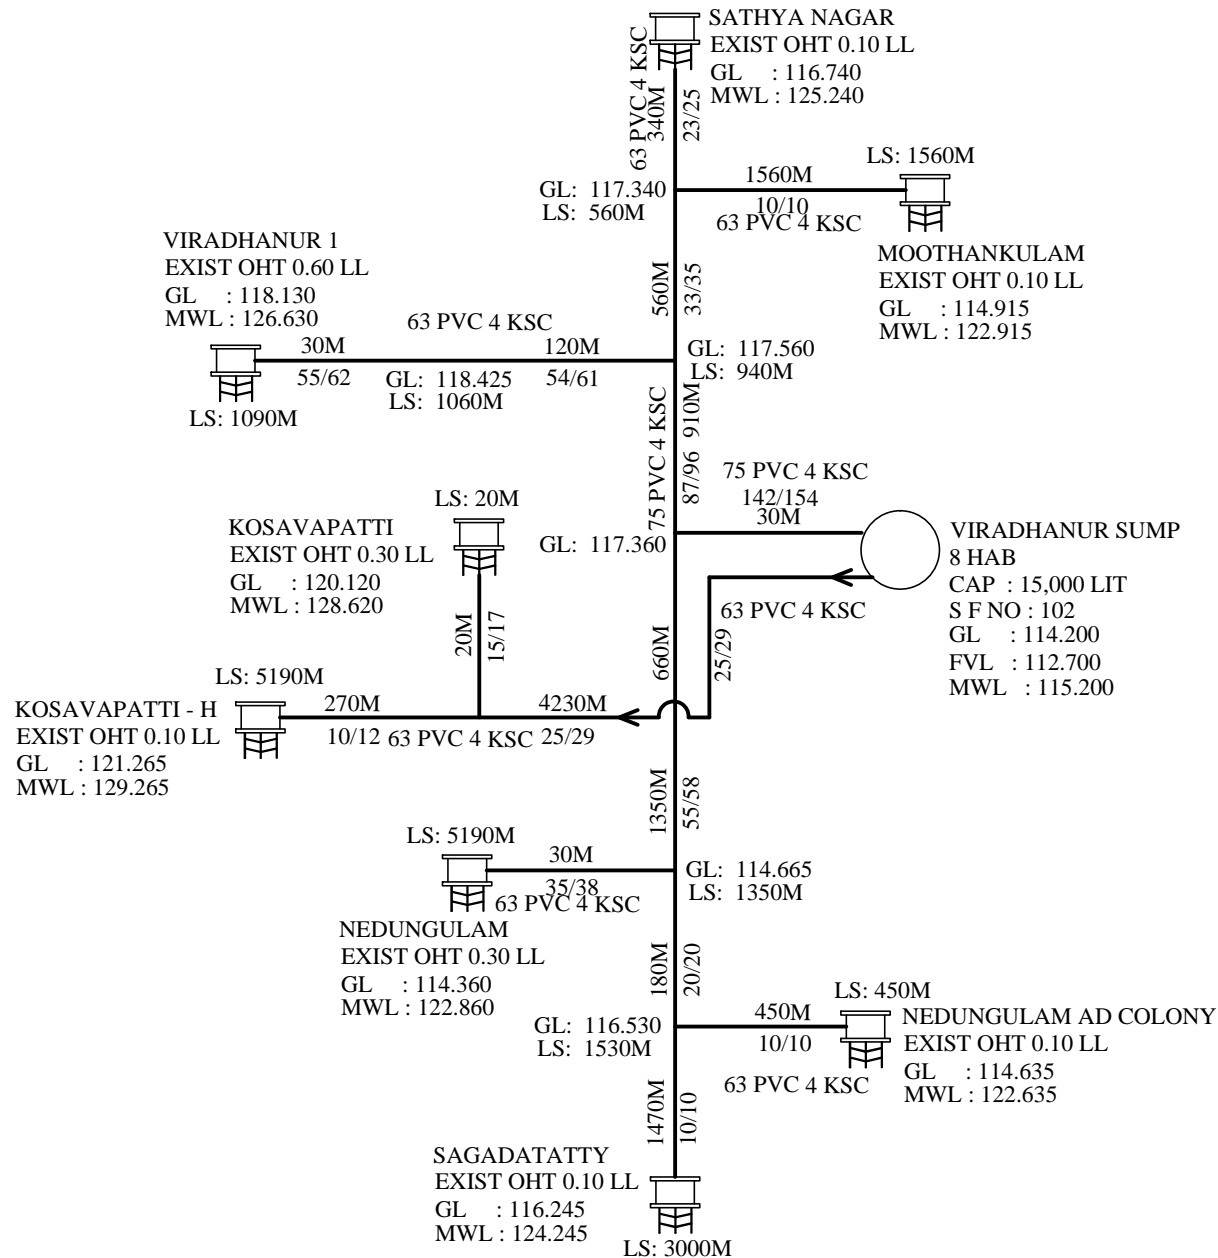 SATHYA NAGAR
EXIST OHT 0.10 LL
GL : 116.740
MWL : 125.240
63 PVC 4 KSC
340M
23/25
LS: 1560M
1560M
10/10
63 PVC 4 KSC
GL: 117.340
LS: 560M
MOOTHANKULAM
EXIST OHT 0.10 LL
GL : 114.915
MWL : 122.915
VIRADHANUR 1
EXIST OHT 0.60 LL
GL : 118.130
MWL : 126.630
560M
33/35
63 PVC 4 KSC
30M
120M
55/62
54/61
GL: 118.425
LS: 1060M
LS: 1090M
GL: 117.560
LS: 940M
75 PVC 4 KSC
87/96 910M
75 PVC 4 KSC
142/154
30M
LS: 20M
KOSAVAPATTI
EXIST OHT 0.30 LL
GL : 120.120
MWL : 128.620
GL: 117.360
VIRADHANUR SUMP
8 HAB
CAP : 15,000 LIT
S F NO : 102
GL : 114.200
FVL : 112.700
MWL : 115.200
63 PVC 4 KSC
25/29
20M
15/17
660M
LS: 5190M
KOSAVAPATTI - H
EXIST OHT 0.10 LL
GL : 121.265
MWL : 129.265
270M
4230M
10/12
63 PVC 4 KSC
25/29
1350M
55/58
LS: 5190M
30M
35/38
63 PVC 4 KSC
GL: 114.665
LS: 1350M
NEDUNGULAM
EXIST OHT 0.30 LL
GL : 114.360
MWL : 122.860
180M
20/20
LS: 450M
450M
10/10
63 PVC 4 KSC
GL: 116.530
LS: 1530M
NEDUNGULAM AD COLONY
EXIST OHT 0.10 LL
GL : 114.635
MWL : 122.635
1470M
10/10
SAGADATATTY
EXIST OHT 0.10 LL
GL : 116.245
MWL : 124.245
LS: 3000M